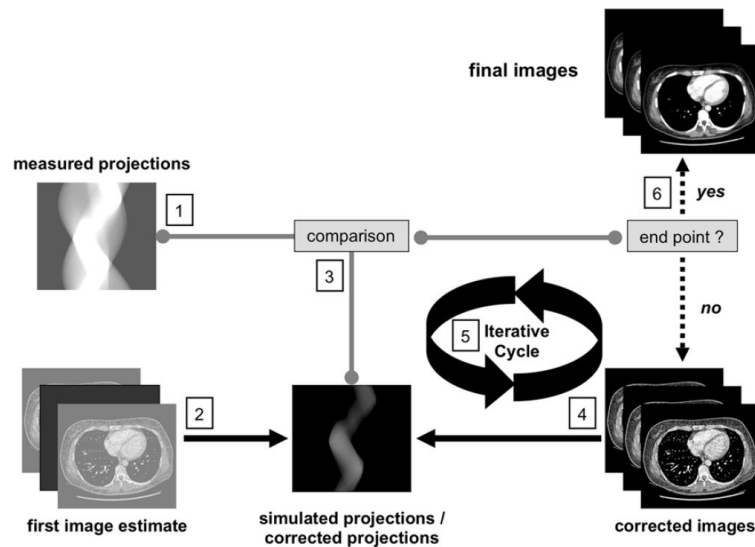 final images
measured projections
1
6
yes
comparison
end point ?
3
no
5
Iterative
Cycle
2
4
first image estimate
simulated projections /
corrected projections
corrected images